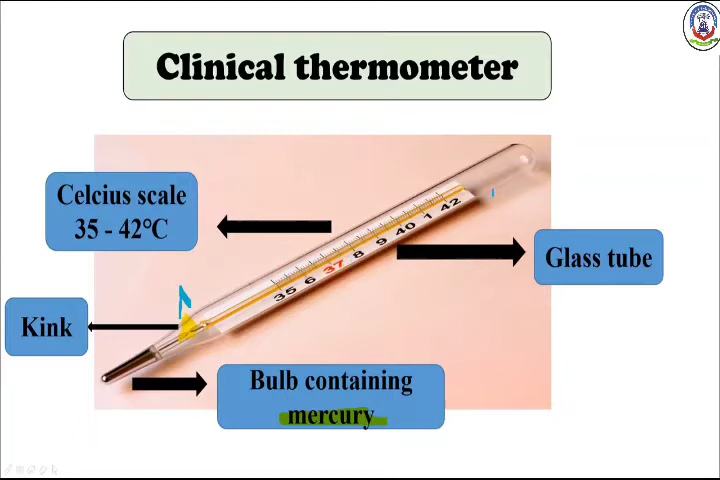 Clinical thermometer
Celcius scale
35 - 42°C
35 6 37 8 9 40 1 42
Glass tube
Kink
Bulb containing
mercury